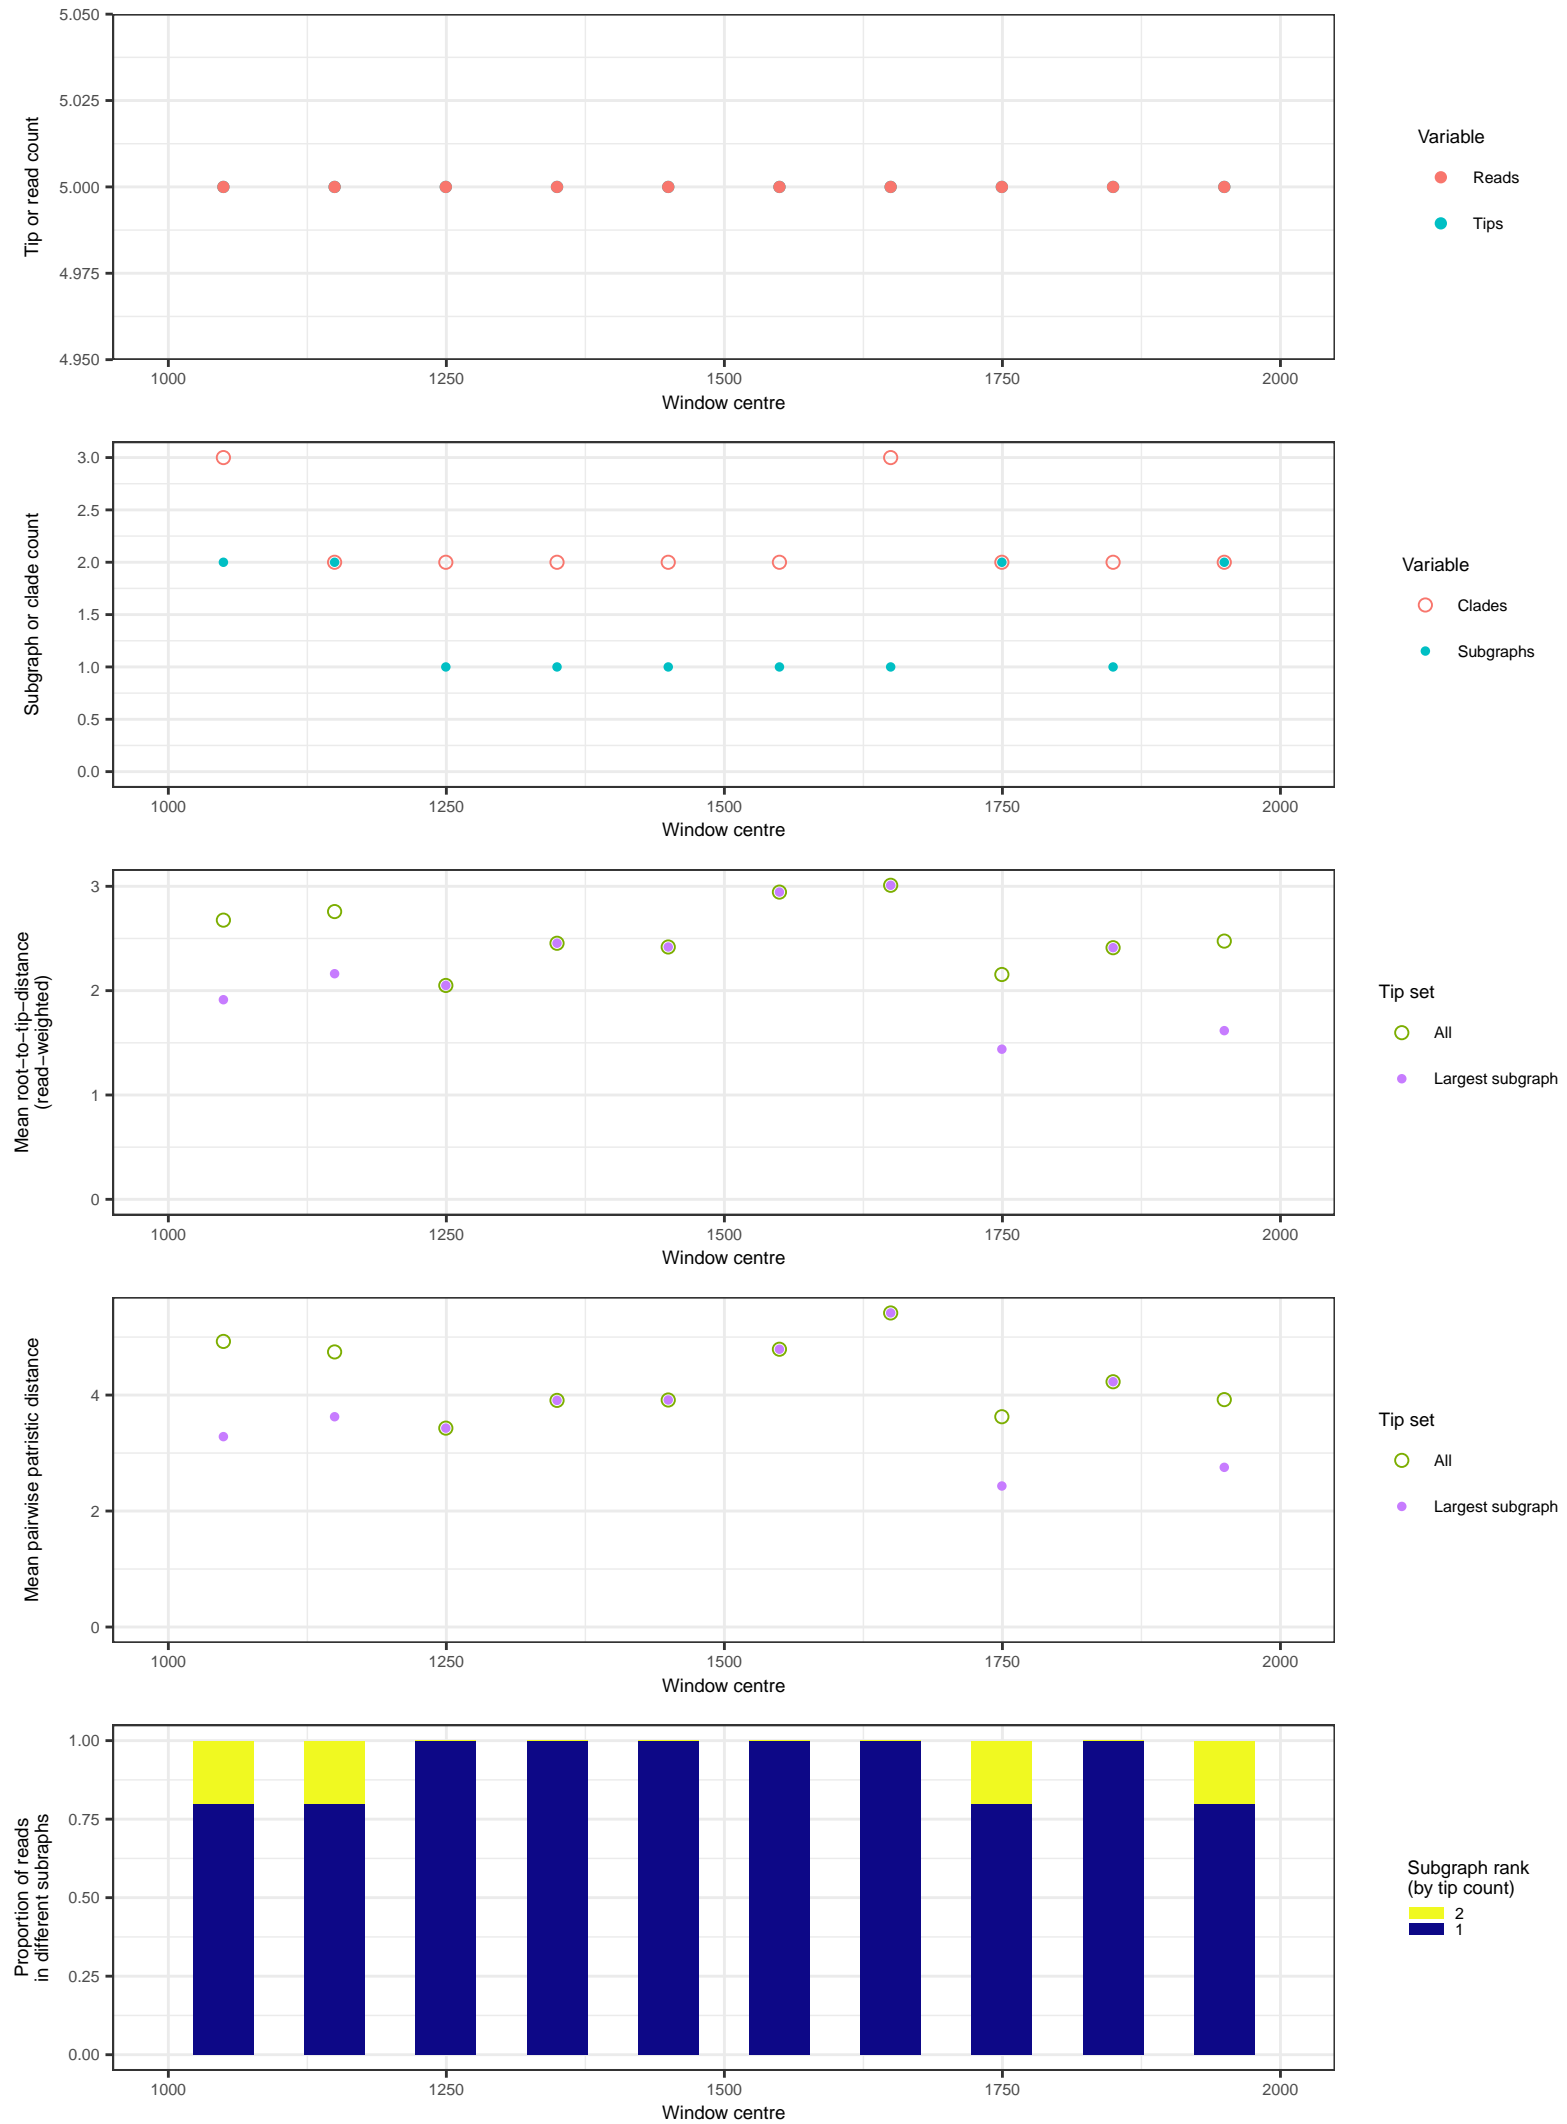 5.050
5.025
5.000
4.975
4.950
Tip or read count
1000 1250 1500 1750 2000
Window centre
Variable
Reads
Tips
3.0
2.5
2.0
1.5
1.0
0.5
0.0
Subgraph or clade count
1000 1250 1500 1750 2000
Window centre
Variable
Clades
Subgraphs
3
2
1
0
Mean root−to−tip−distance
(read−weighted)
1000 1250 1500 1750 2000
Window centre
Tip set
All
Largest subgraph
4
2
0
Mean pairwise patristic distance
1000 1250 1500 1750 2000
Window centre
Tip set
All
Largest subgraph
1.00
0.75
0.50
0.25
0.00
Proportion of reads
in different subraphs
1000 1250 1500 1750 2000
Window centre
Subgraph rank
(by tip count)
2
1